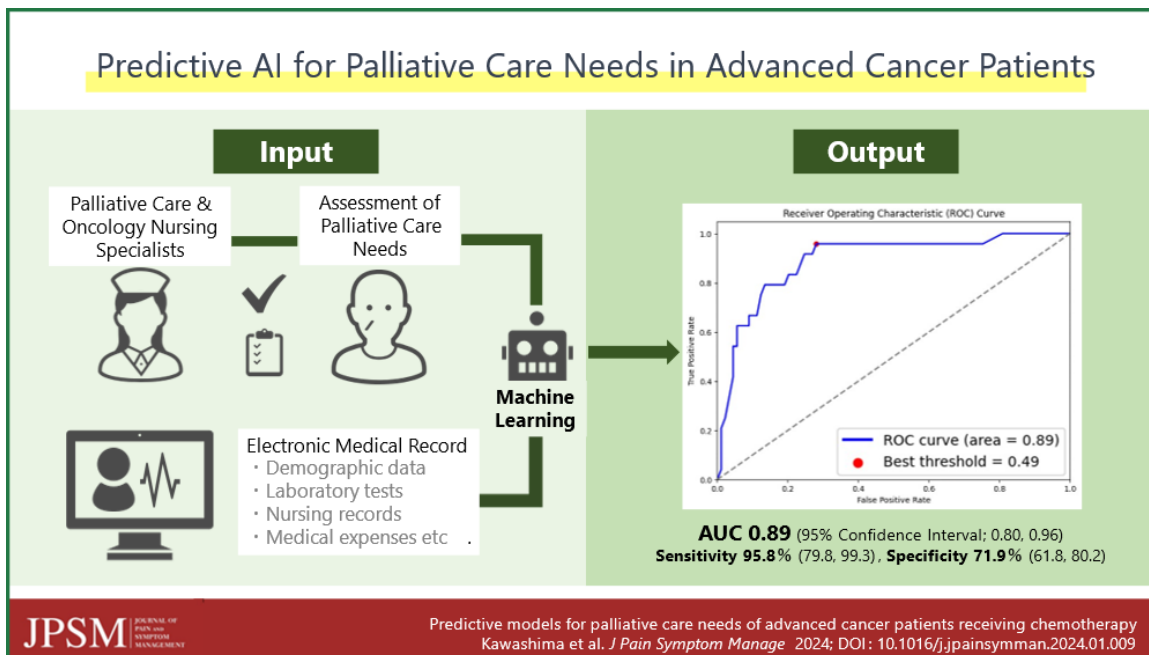 Predictive AI for Palliative Care Needs in Advanced Cancer Patients
Input
Palliative Care &
Oncology Nursing
Specialists
Assessment of
Palliative Care
Needs
Machine
Learning
Electronic Medical Record
・Demographic data
・Laboratory tests
・Nursing records
・Medical expenses etc .
Output
Receiver Operating Characteristic (ROC) Curve
True Positive Rate
1.0
0.8
0.6
0.4
0.2
0.0
0.0 0.2 0.4 0.6 0.8 1.0
False Positive Rate
ROC curve (area = 0.89)
Best threshold = 0.49
AUC 0.89 (95% Confidence Interval; 0.80, 0.96)
Sensitivity 95.8% (79.8, 99.3), Specificity 71.9% (61.8, 80.2)
JPSM
JOURNAL OF
PAIN AND
SYMPTOM
MANAGEMENT
Predictive models for palliative care needs of advanced cancer patients receiving chemotherapy
Kawashima et al. J Pain Symptom Manage 2024; DOI : 10.1016/j.jpainsymman.2024.01.009